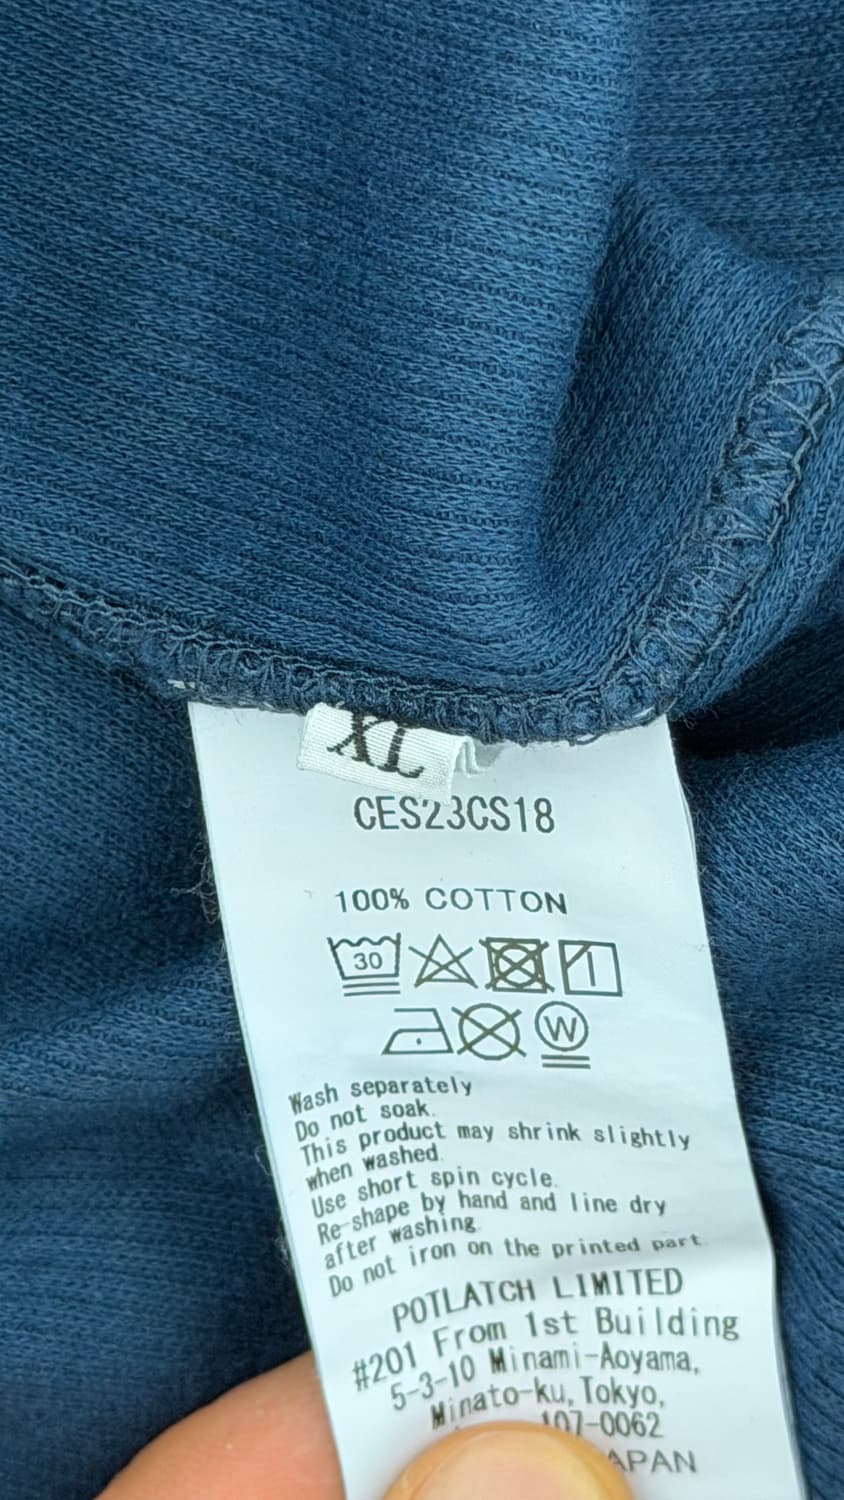 XL
CES23CS18
100% COTTON
30
W
Wash separately
Do not soak.
This product may shrink slightly
when washed.
Use short spin cycle.
Re-shape by hand and line dry
after washing.
Do not iron on the printed part.
POTLATCH LIMITED
#201 From 1st Building
5-3-10 Minami-Aoyama,
Minato-ku, Tokyo,
107-0062
APAN